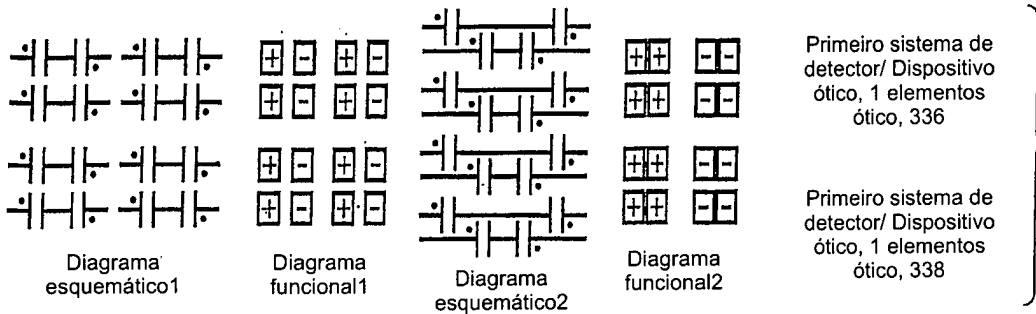 + - + -
+ - + -
+ - + -
+ - + -
Diagrama
esquemático1
Diagrama
funcional1
Diagrama
esquemático2
+ + - -
+ + - -
+ + - -
+ + - -
Diagrama
funcional2
Primeiro sistema de
detector/ Dispositivo
ótico, 1 elementos
ótico, 336
Primeiro sistema de
detector/ Dispositivo
ótico, 1 elementos
ótico, 338